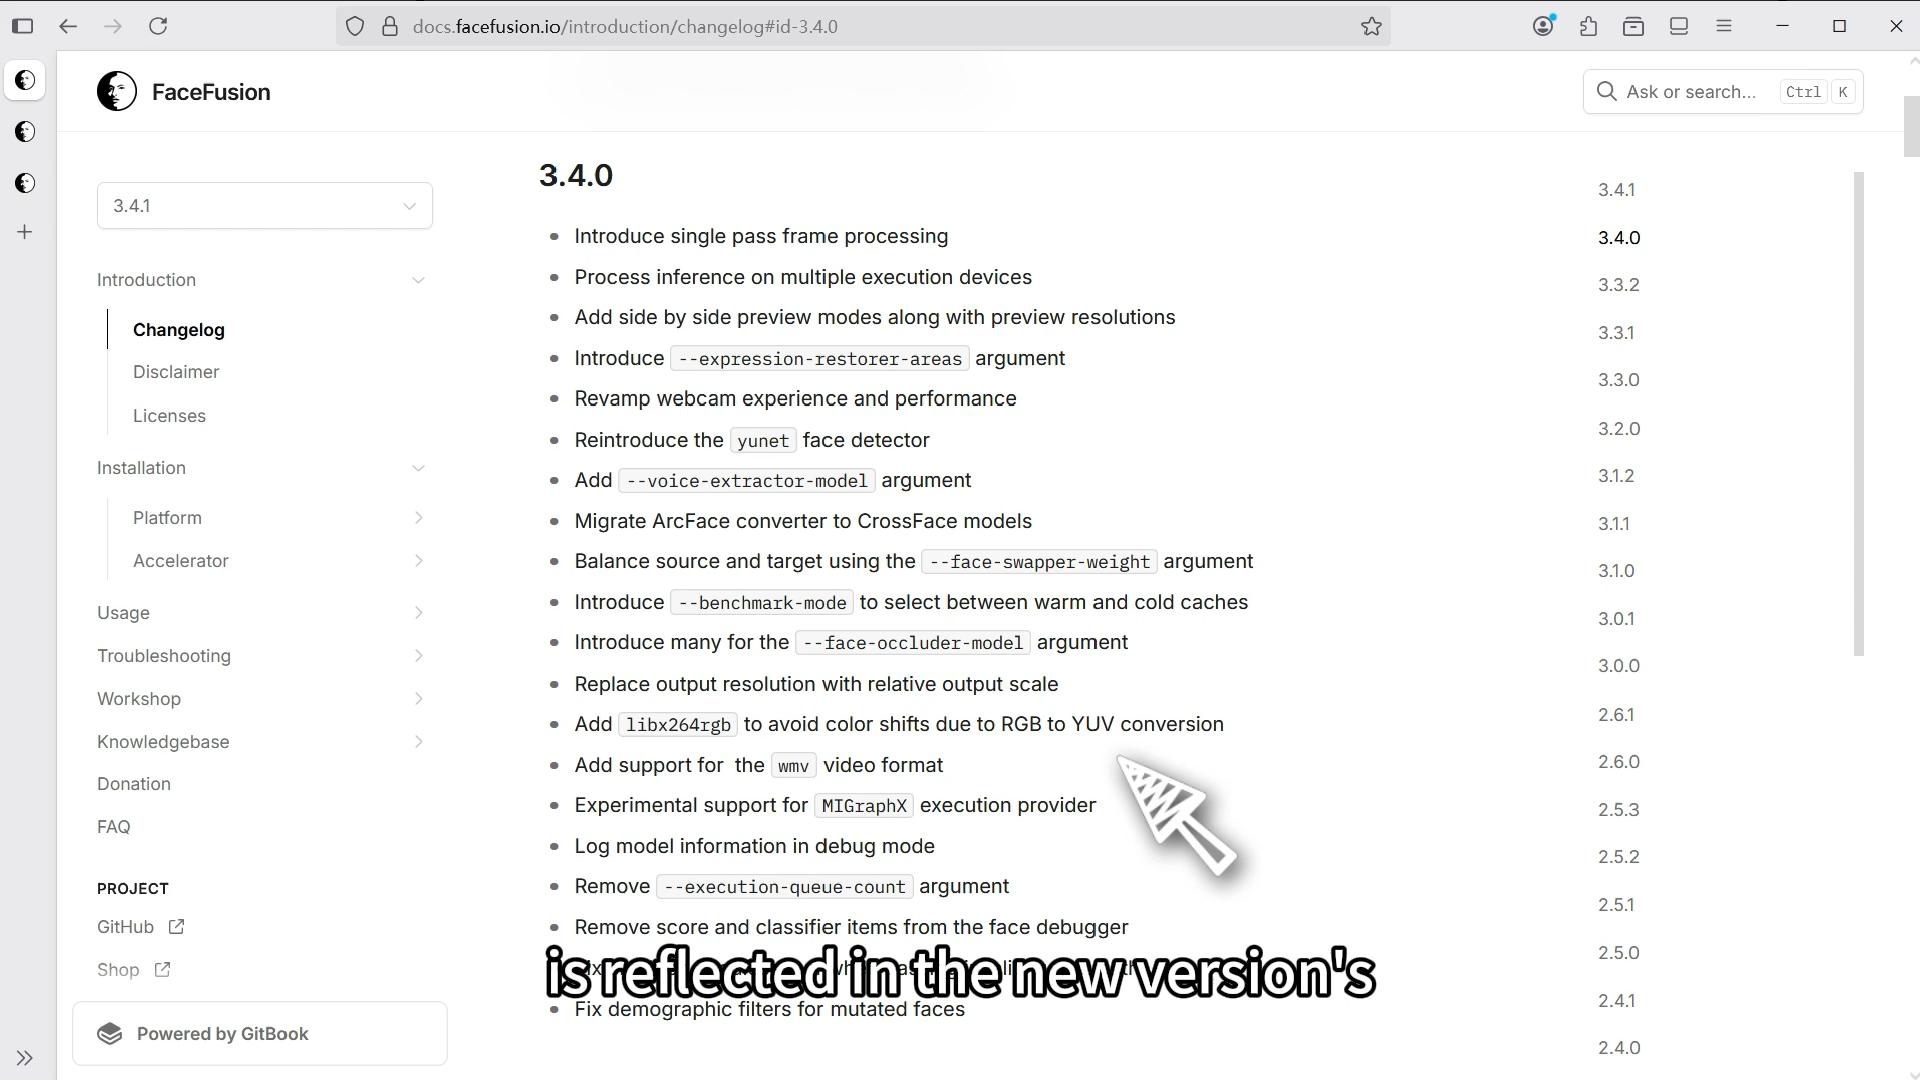 docs.facefusion.io/introduction/changelog#id-3.4.0
FaceFusion
Ask or search... Ctrl K
3.4.1
Introduction
Changelog
Disclaimer
Licenses
Installation
Platform
Accelerator
Usage
Troubleshooting
Workshop
Knowledgebase
Donation
FAQ
PROJECT
GitHub
Shop
Powered by GitBook
3.4.0
Introduce single pass frame processing
Process inference on multiple execution devices
Add side by side preview modes along with preview resolutions
Introduce --expression-restorer-areas argument
Revamp webcam experience and performance
Reintroduce the yunet face detector
Add --voice-extractor-model argument
Migrate ArcFace converter to CrossFace models
Balance source and target using the --face-swapper-weight argument
Introduce --benchmark-mode to select between warm and cold caches
Introduce many for the --face-occluder-model argument
Replace output resolution with relative output scale
Add libx264rgb to avoid color shifts due to RGB to YUV conversion
Add support for the wmv video format
Experimental support for MIGraphX execution provider
Log model information in debug mode
Remove --execution-queue-count argument
Remove score and classifier items from the face debugger
is reflected in the new version's
Fix demographic filters for mutated faces
3.4.1
3.4.0
3.3.2
3.3.1
3.3.0
3.2.0
3.1.2
3.1.1
3.1.0
3.0.1
3.0.0
2.6.1
2.6.0
2.5.3
2.5.2
2.5.1
2.5.0
2.4.1
2.4.0